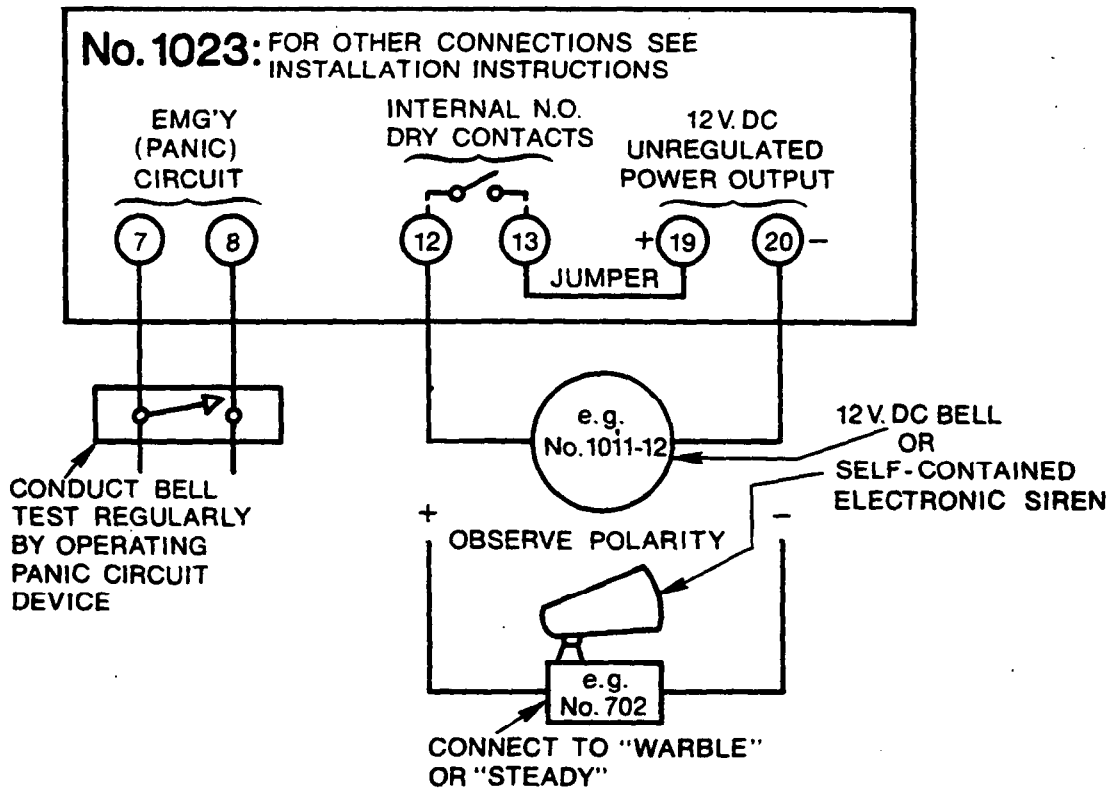 No. 1023: FOR OTHER CONNECTIONS SEE
INSTALLATION INSTRUCTIONS
EMG'Y
(PANIC)
CIRCUIT
INTERNAL N.O.
DRY CONTACTS
12 V. DC
UNREGULATED
POWER OUTPUT
7
8
12
13
+ 19
20 –
JUMPER
e.g.
No. 1011-12
12 V. DC BELL
OR
SELF-CONTAINED
ELECTRONIC SIREN
CONDUCT BELL
TEST REGULARLY
BY OPERATING
PANIC CIRCUIT
DEVICE
+
–
OBSERVE POLARITY
e.g.
No. 702
CONNECT TO "WARBLE"
OR "STEADY"